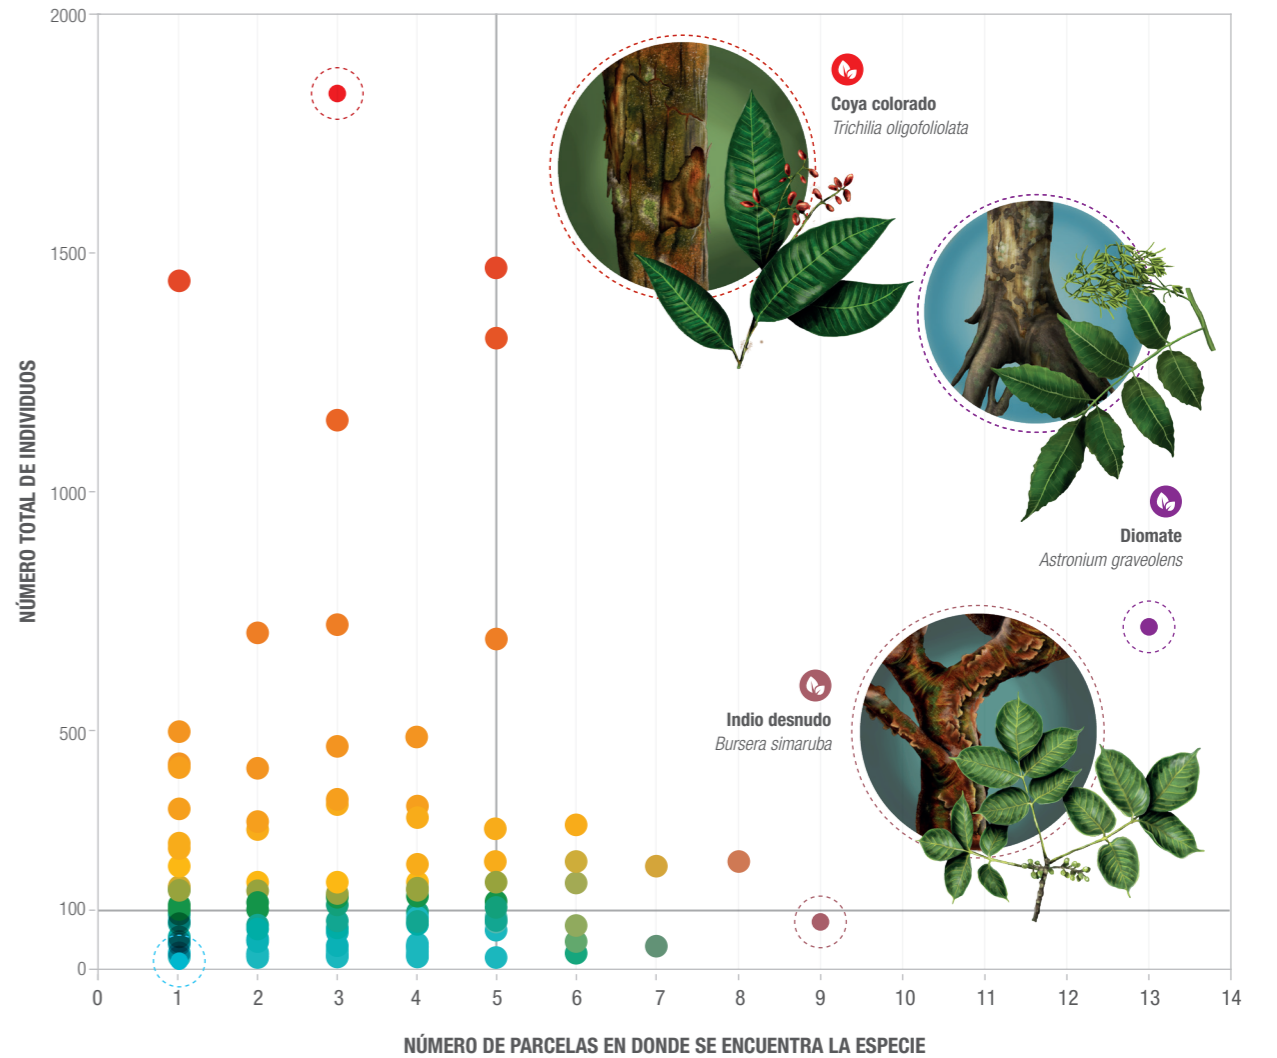 2000
1500
1000
500
100
0
NÚMERO TOTAL DE INDIVIDUOS
Coya colorado
Trichilia oligofoliolata
Diomate
Astronium graveolens
Indio desnudo
Bursera simaruba
0 1 2 3 4 5 6 7 8 9 10 11 12 13 14
NÚMERO DE PARCELAS EN DONDE SE ENCUENTRA LA ESPECIE